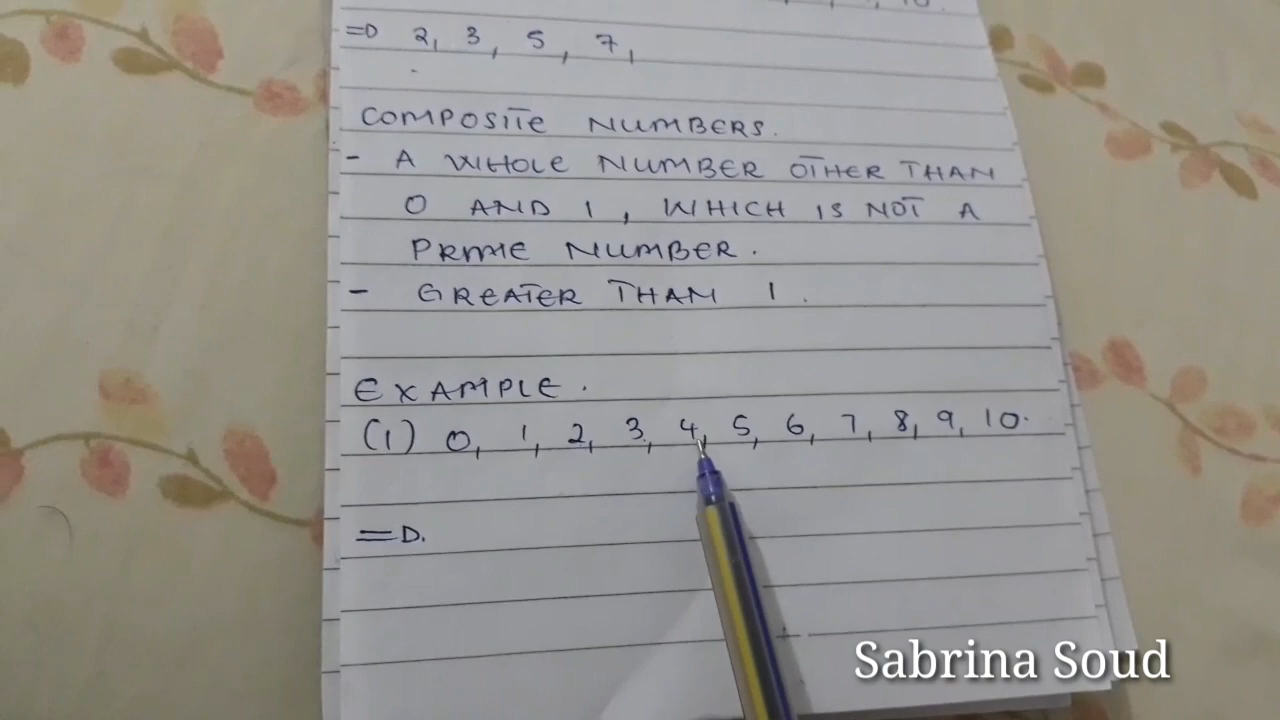 =D 2, 3, 5, 7,
COMPOSITE NUMBERS.
- A WHOLE NUMBER OTHER THAN
0 AND 1, WHICH IS NOT A
PRIME NUMBER.
- GREATER THAN 1.
EXAMPLE.
(1) 0, 1, 2, 3, 4, 5, 6, 7, 8, 9, 10.
=D.
Sabrina Soud